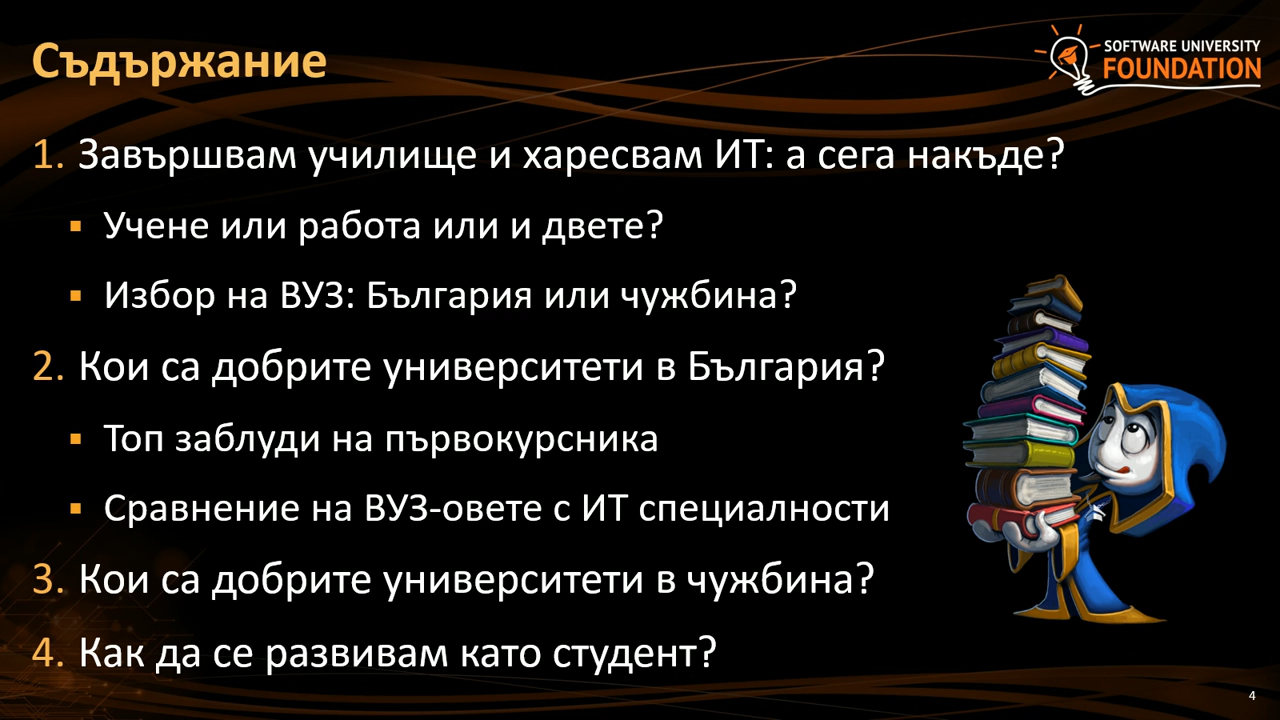 Съдържание
SOFTWARE UNIVERSITY
FOUNDATION
1. Завършвам училище и харесвам ИТ: а сега накъде?
▪ Учене или работа или и двете?
▪ Избор на ВУЗ: България или чужбина?
2. Кои са добрите университети в България?
▪ Топ заблуди на първокурсника
▪ Сравнение на ВУЗ-овете с ИТ специалности
3. Кои са добрите университети в чужбина?
4. Как да се развивам като студент?
4